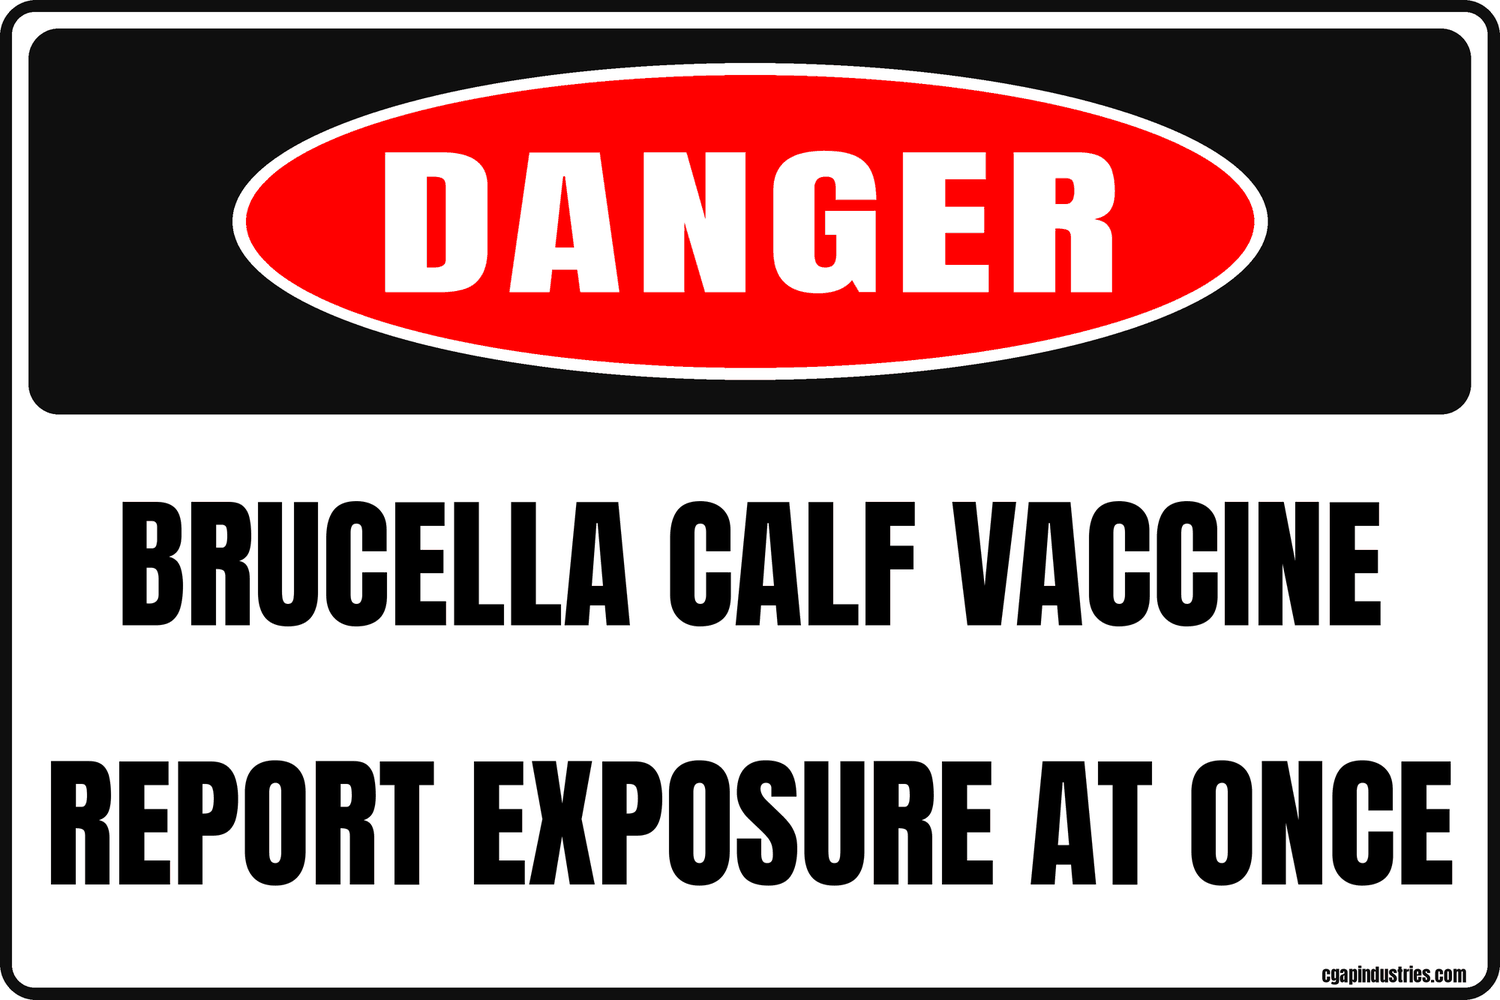 DANGER
BRUCELLA CALF VACCINE
REPORT EXPOSURE AT ONCE
cgapindustries.com